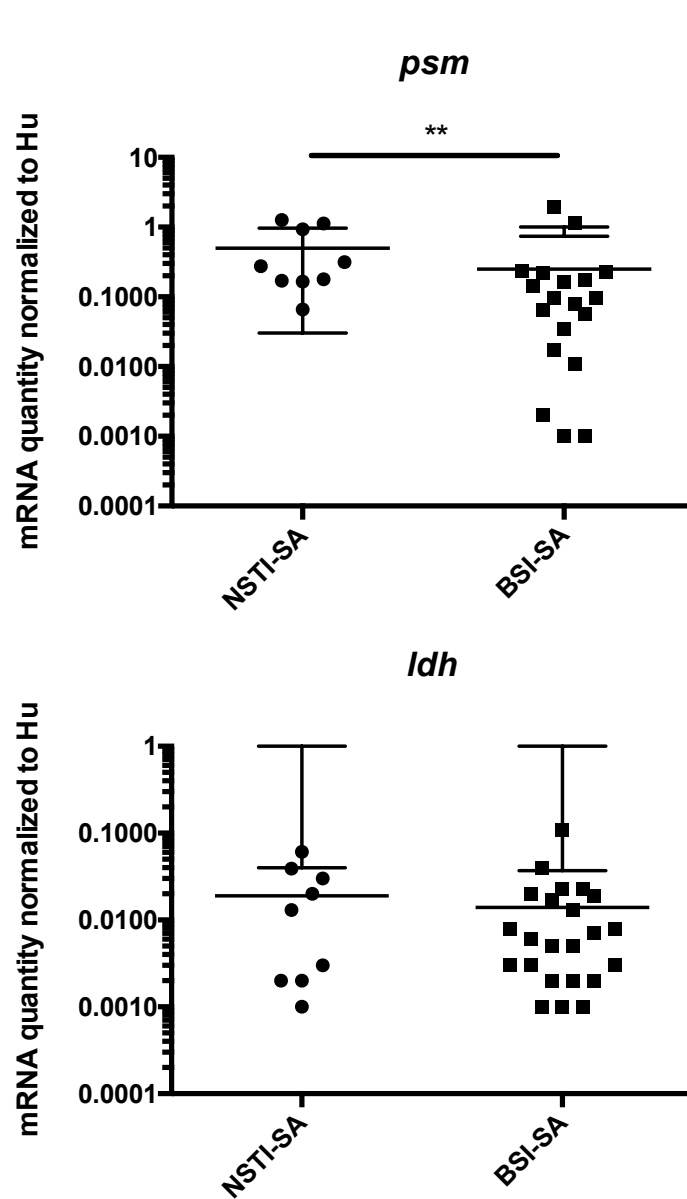 psm
**
mRNA quantity normalized to Hu
10
1
0.1000
0.0100
0.0010
0.0001
NSTI-SA
BSI-SA
ldh
mRNA quantity normalized to Hu
1
0.1000
0.0100
0.0010
0.0001
NSTI-SA
BSI-SA